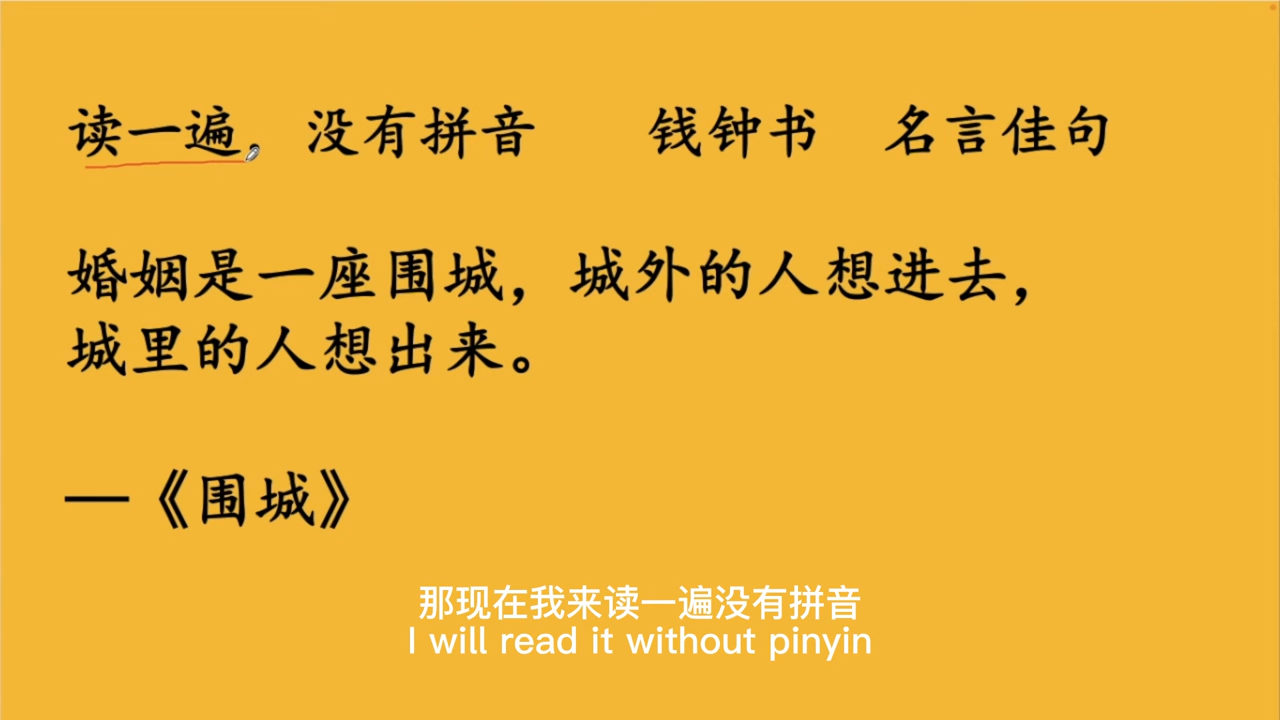 读一遍，没有拼音 钱钟书 名言佳句
婚姻是一座围城，城外的人想进去，
城里的人想出来。
—《围城》
那现在我来读一遍没有拼音
I will read it without pinyin